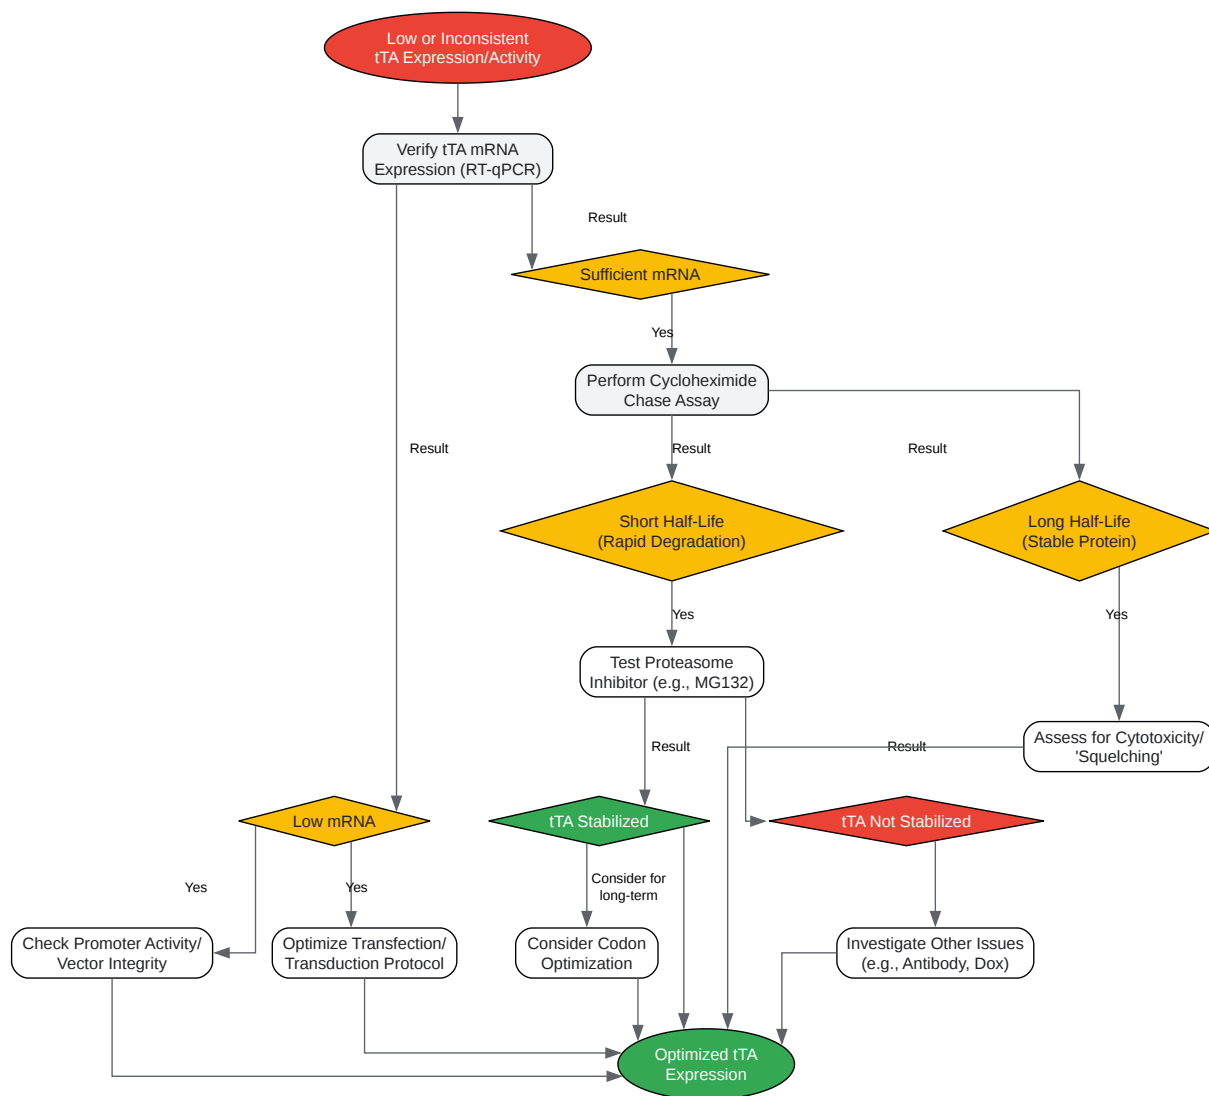 Low or Inconsistent
tTA Expression/Activity
Verify tTA mRNA
Expression (RT-qPCR)
Result
Sufficient mRNA
Yes
Perform Cycloheximide
Chase Assay
Result
Result
Result
Short Half-Life
(Rapid Degradation)
Long Half-Life
(Stable Protein)
Yes
Yes
Test Proteasome
Inhibitor (e.g., MG132)
Assess for Cytotoxicity/
'Squelching'
Result
Result
Low mRNA
tTA Stabilized
tTA Not Stabilized
Yes
Yes
Consider for
long-term
Check Promoter Activity/
Vector Integrity
Optimize Transfection/
Transduction Protocol
Consider Codon
Optimization
Investigate Other Issues
(e.g., Antibody, Dox)
Optimized tTA
Expression